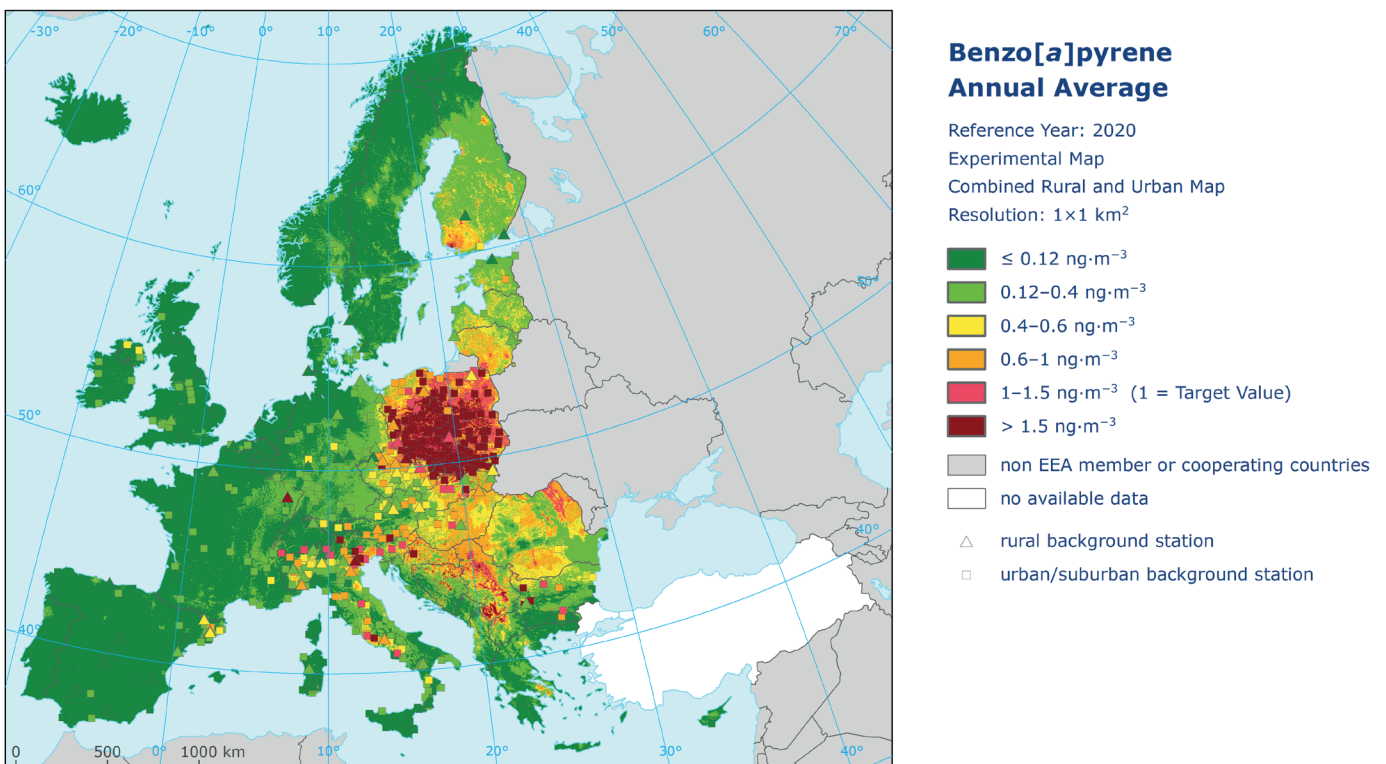 -30° -20° -10° 0° 10° 20° 30° 40° 50° 60° 70°
60°
50°
50°
40°
40°
0 500 0° 1000 km 10° 20° 30° 40°
Benzo[a]pyrene
Annual Average
Reference Year: 2020
Experimental Map
Combined Rural and Urban Map
Resolution: 1×1 km²
≤ 0.12 ng·m⁻³
0.12–0.4 ng·m⁻³
0.4–0.6 ng·m⁻³
0.6–1 ng·m⁻³
1–1.5 ng·m⁻³ (1 = Target Value)
> 1.5 ng·m⁻³
non EEA member or cooperating countries
no available data
rural background station
urban/suburban background station